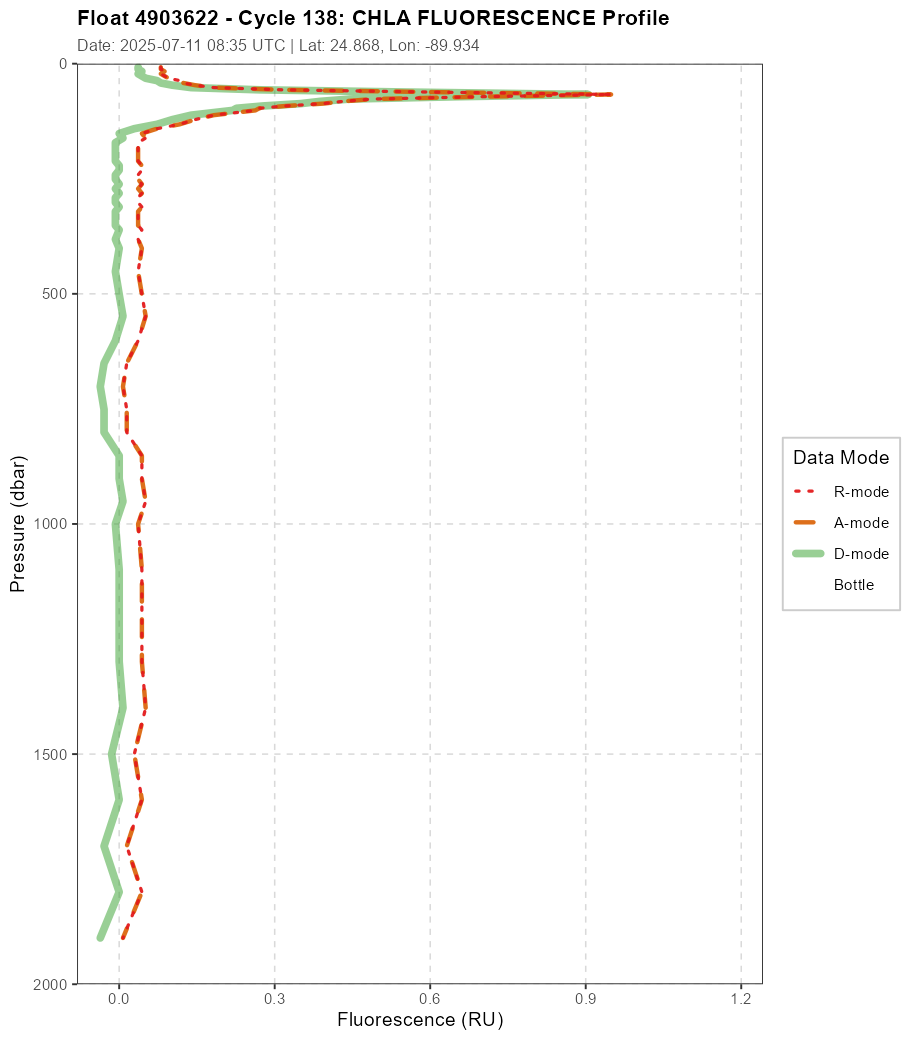 Float 4903622 - Cycle 138: CHLA FLUORESCENCE Profile
Date: 2025-07-11 08:35 UTC | Lat: 24.868, Lon: -89.934
0
500
1000
1500
2000
Pressure (dbar)
0.0
0.3
0.6
0.9
1.2
Fluorescence (RU)
Data Mode
R-mode
A-mode
D-mode
Bottle